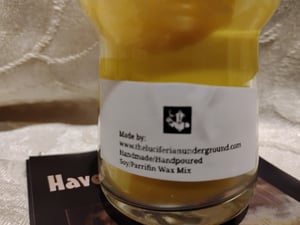 Made by:
www.theluciferianunderground.com
Handmade/Handpoured
Soy/Parrifin Wax Mix
Have